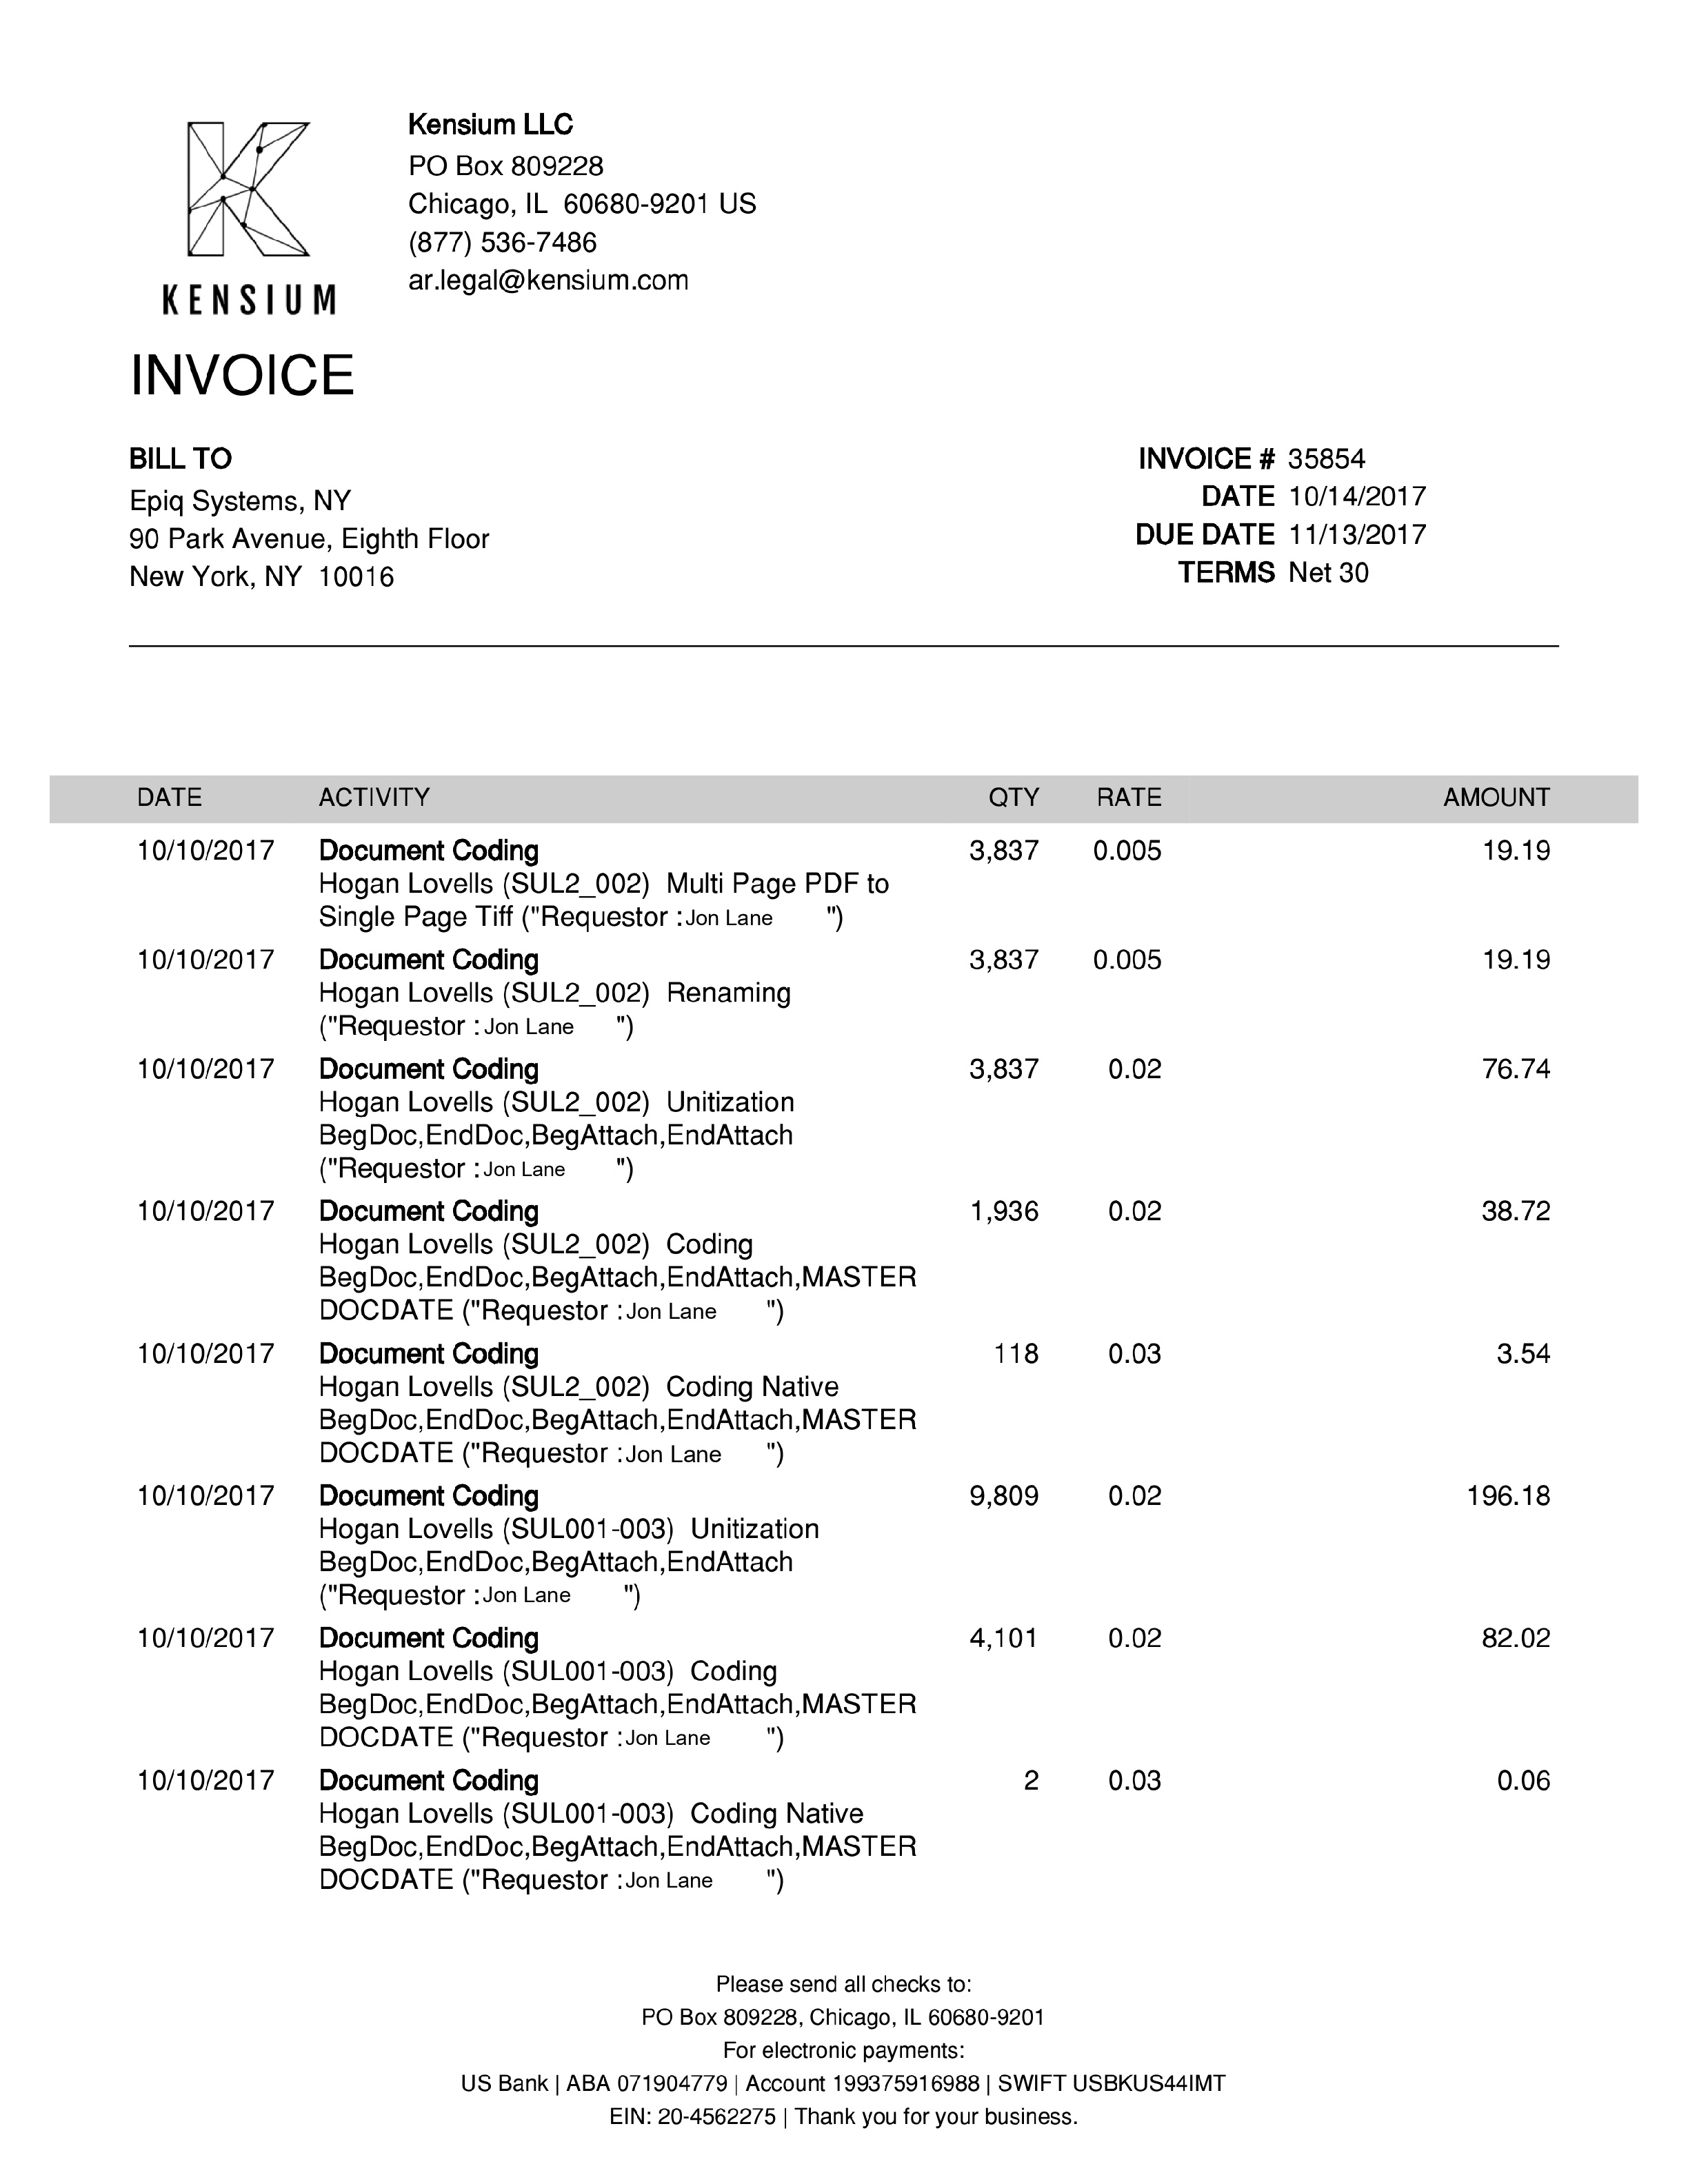 Kensium LLC
PO Box 809228
Chicago, IL  60680-9201 US
(877) 536-7486
ar.legal@kensium.com
KENSIUM
INVOICE
BILL TO
Epiq Systems, NY
90 Park Avenue, Eighth Floor
New York, NY  10016
INVOICE # 35854
DATE 10/14/2017
DUE DATE 11/13/2017
TERMS Net 30
DATE ACTIVITY QTY RATE AMOUNT
10/10/2017 Document Coding 3,837 0.005 19.19
Hogan Lovells (SUL2_002)  Multi Page PDF to
Single Page Tiff ("Requestor : Jon Lane ")
10/10/2017 Document Coding 3,837 0.005 19.19
Hogan Lovells (SUL2_002)  Renaming
("Requestor : Jon Lane ")
10/10/2017 Document Coding 3,837 0.02 76.74
Hogan Lovells (SUL2_002)  Unitization
BegDoc,EndDoc,BegAttach,EndAttach
("Requestor : Jon Lane ")
10/10/2017 Document Coding 1,936 0.02 38.72
Hogan Lovells (SUL2_002)  Coding
BegDoc,EndDoc,BegAttach,EndAttach,MASTER
DOCDATE ("Requestor : Jon Lane ")
10/10/2017 Document Coding 118 0.03 3.54
Hogan Lovells (SUL2_002)  Coding Native
BegDoc,EndDoc,BegAttach,EndAttach,MASTER
DOCDATE ("Requestor : Jon Lane ")
10/10/2017 Document Coding 9,809 0.02 196.18
Hogan Lovells (SUL001-003)  Unitization
BegDoc,EndDoc,BegAttach,EndAttach
("Requestor : Jon Lane ")
10/10/2017 Document Coding 4,101 0.02 82.02
Hogan Lovells (SUL001-003)  Coding
BegDoc,EndDoc,BegAttach,EndAttach,MASTER
DOCDATE ("Requestor : Jon Lane ")
10/10/2017 Document Coding 2 0.03 0.06
Hogan Lovells (SUL001-003)  Coding Native
BegDoc,EndDoc,BegAttach,EndAttach,MASTER
DOCDATE ("Requestor : Jon Lane ")
Please send all checks to:
PO Box 809228, Chicago, IL 60680-9201
For electronic payments:
US Bank | ABA 071904779 | Account 199375916988 | SWIFT USBKUS44IMT
EIN: 20-4562275 | Thank you for your business.